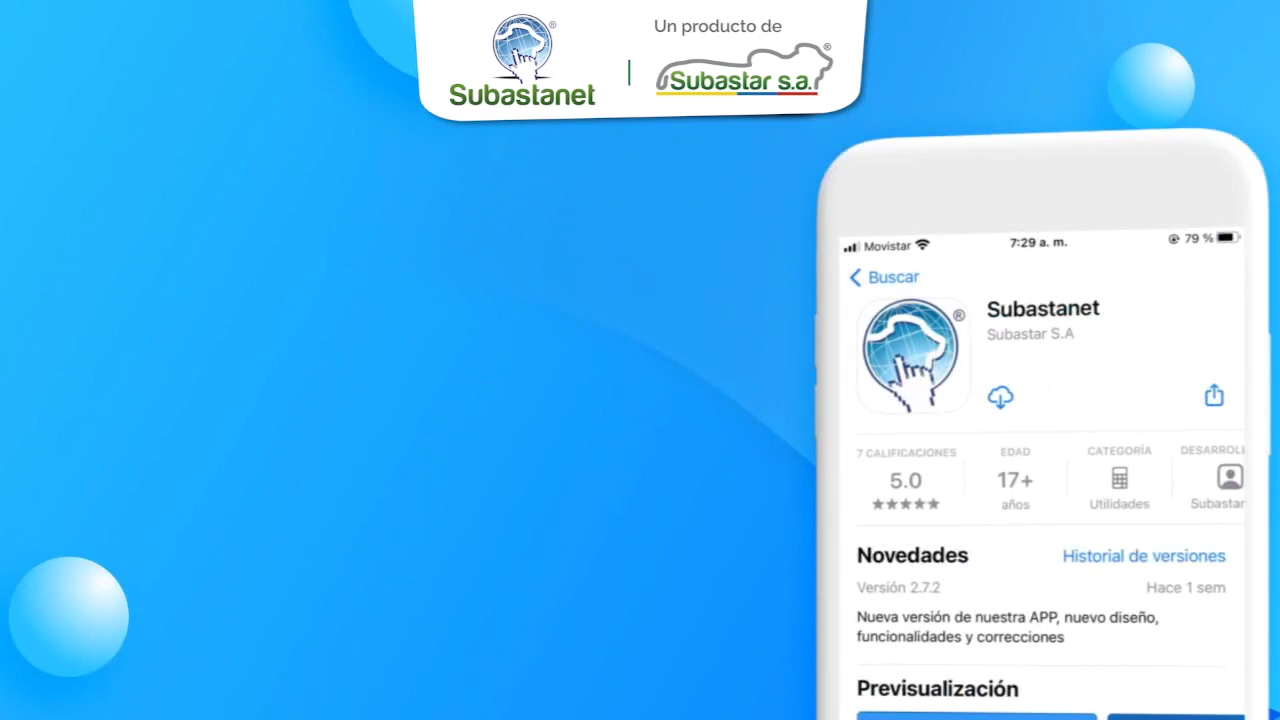 Subastanet
®
Un producto de
Subastar s.a.
®
Movistar
7:29 a. m.
79 %
Buscar
®
Subastanet
Subastar S.A
7 CALIFICACIONES
5.0
EDAD
17+
años
CATEGORÍA
Utilidades
DESARROL
Subastar
Novedades
Historial de versiones
Versión 2.7.2
Hace 1 sem
Nueva versión de nuestra APP, nuevo diseño,
funcionalidades y correcciones
Previsualización